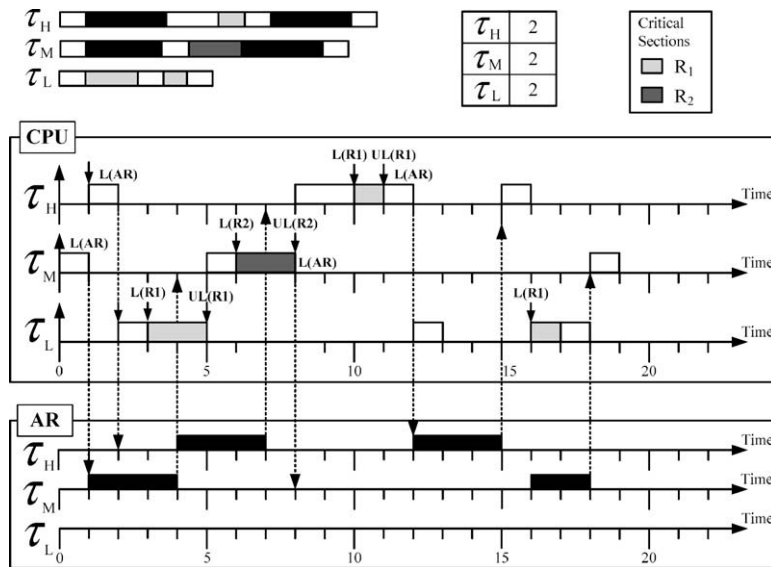 τH
τM
τL
τH 2
τM 2
τL 2
Critical
Sections
R1
R2
CPU
L(AR)
L(R1) UL(R1)
L(AR)
τH
Time
L(AR)
L(R2) UL(R2)
L(AR)
τM
Time
L(R1) UL(R1)
L(R1)
τL
Time
0 5 10 15 20
AR
τH
Time
τM
Time
τL
Time
0 5 10 15 20